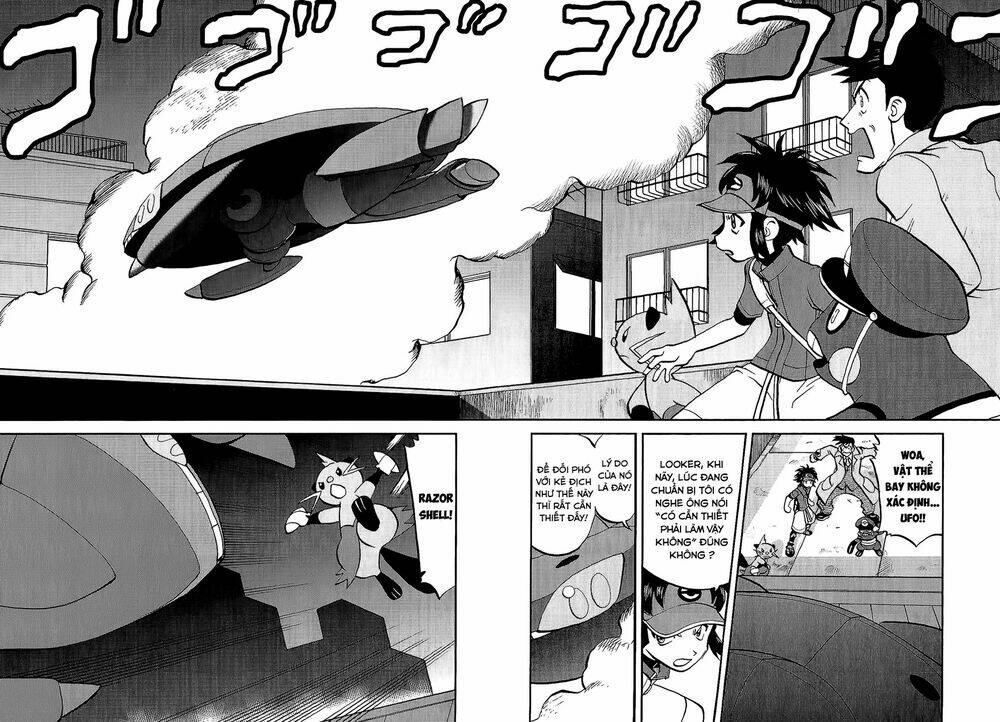 ゴゴゴゴゴゴ
WOA,
VẬT THỂ
BAY KHÔNG
XÁC ĐỊNH...
UFO!!
LOOKER, KHI
NÃY, LÚC ĐANG
CHUẨN BỊ TÔI CÓ
NGHE ÔNG NÓI
"CÓ CẦN THIẾT
PHẢI LÀM VẬY
KHÔNG" ĐÚNG
KHÔNG ?
LÝ DO
CỦA NÓ
LÀ ĐÂY!
ĐỂ ĐỐI PHÓ
VỚI KẺ ĐỊCH
NHƯ THẾ NÀY
THÌ RẤT CẦN
THIẾT ĐẤY!
RAZOR
SHELL!